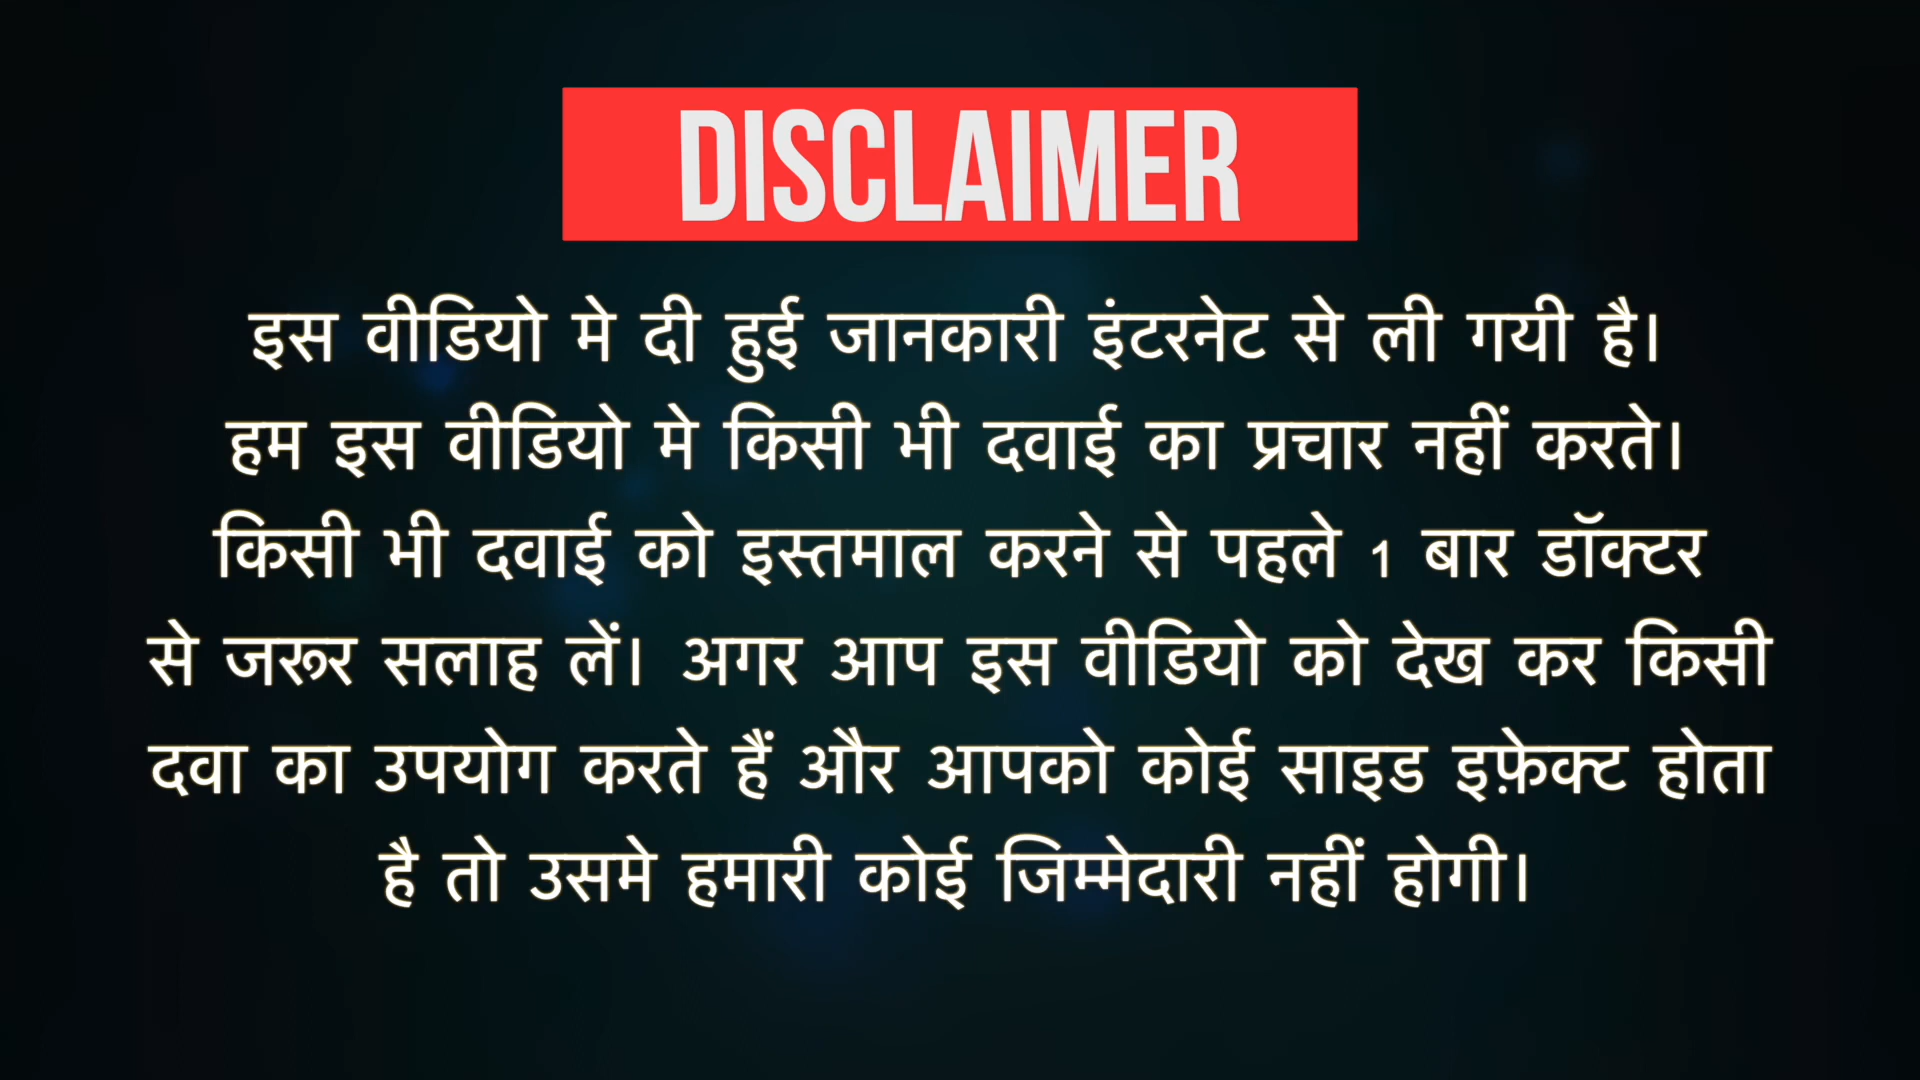 DISCLAIMER
इस वीडियो मे दी हुई जानकारी इंटरनेट से ली गयी है।
हम इस वीडियो मे किसी भी दवाई का प्रचार नहीं करते।
किसी भी दवाई को इस्तमाल करने से पहले 1 बार डॉक्टर
से जरूर सलाह लें। अगर आप इस वीडियो को देख कर किसी
दवा का उपयोग करते हैं और आपको कोई साइड इफ़ेक्ट होता
है तो उसमे हमारी कोई जिम्मेदारी नहीं होगी।